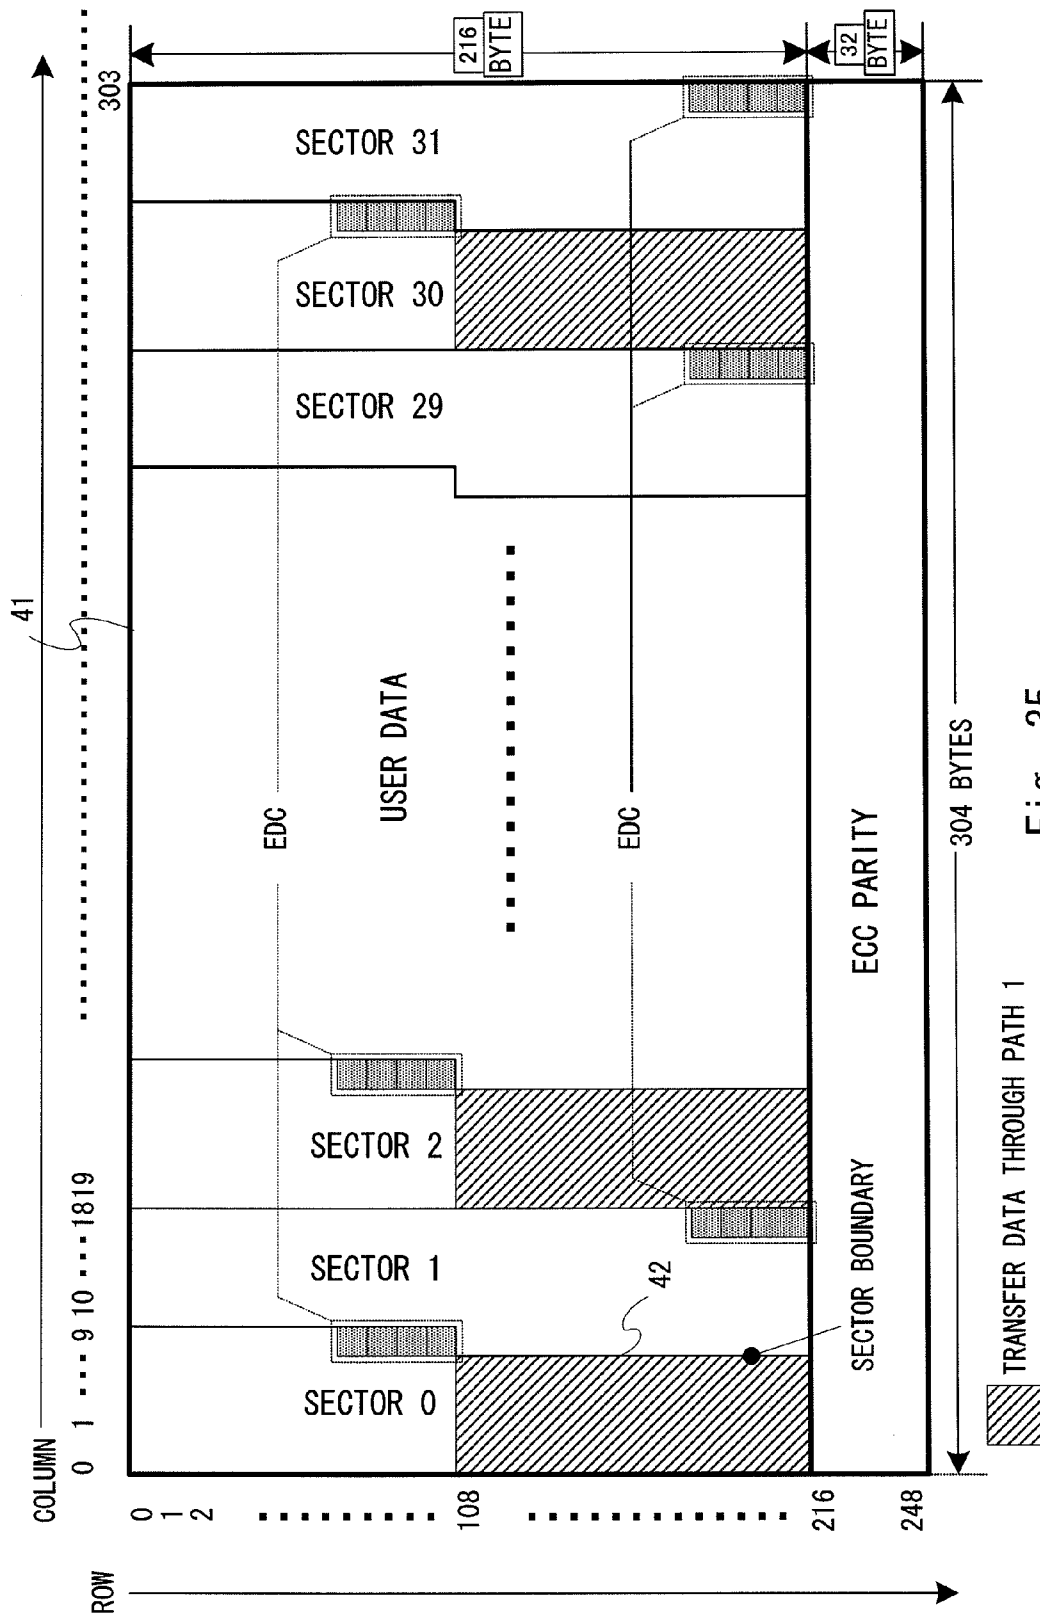 COLUMN
41
0 1 9 10 1819 303
ROW
0
1
2
108
216
248
SECTOR 0
SECTOR 1
SECTOR 2
USER DATA
SECTOR 29
SECTOR 30
SECTOR 31
EDC
EDC
42
216
BYTE
32
BYTE
ECC PARITY
SECTOR BOUNDARY
304 BYTES
TRANSFER DATA THROUGH PATH 1